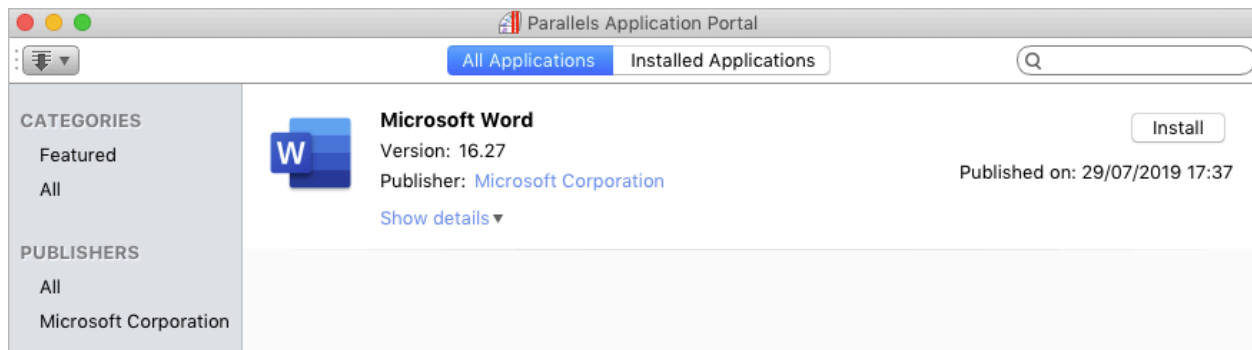 Parallels Application Portal
All Applications
Installed Applications
CATEGORIES
Featured
All
PUBLISHERS
All
Microsoft Corporation
W
Microsoft Word
Version: 16.27
Publisher: Microsoft Corporation
Show details
Install
Published on: 29/07/2019 17:37